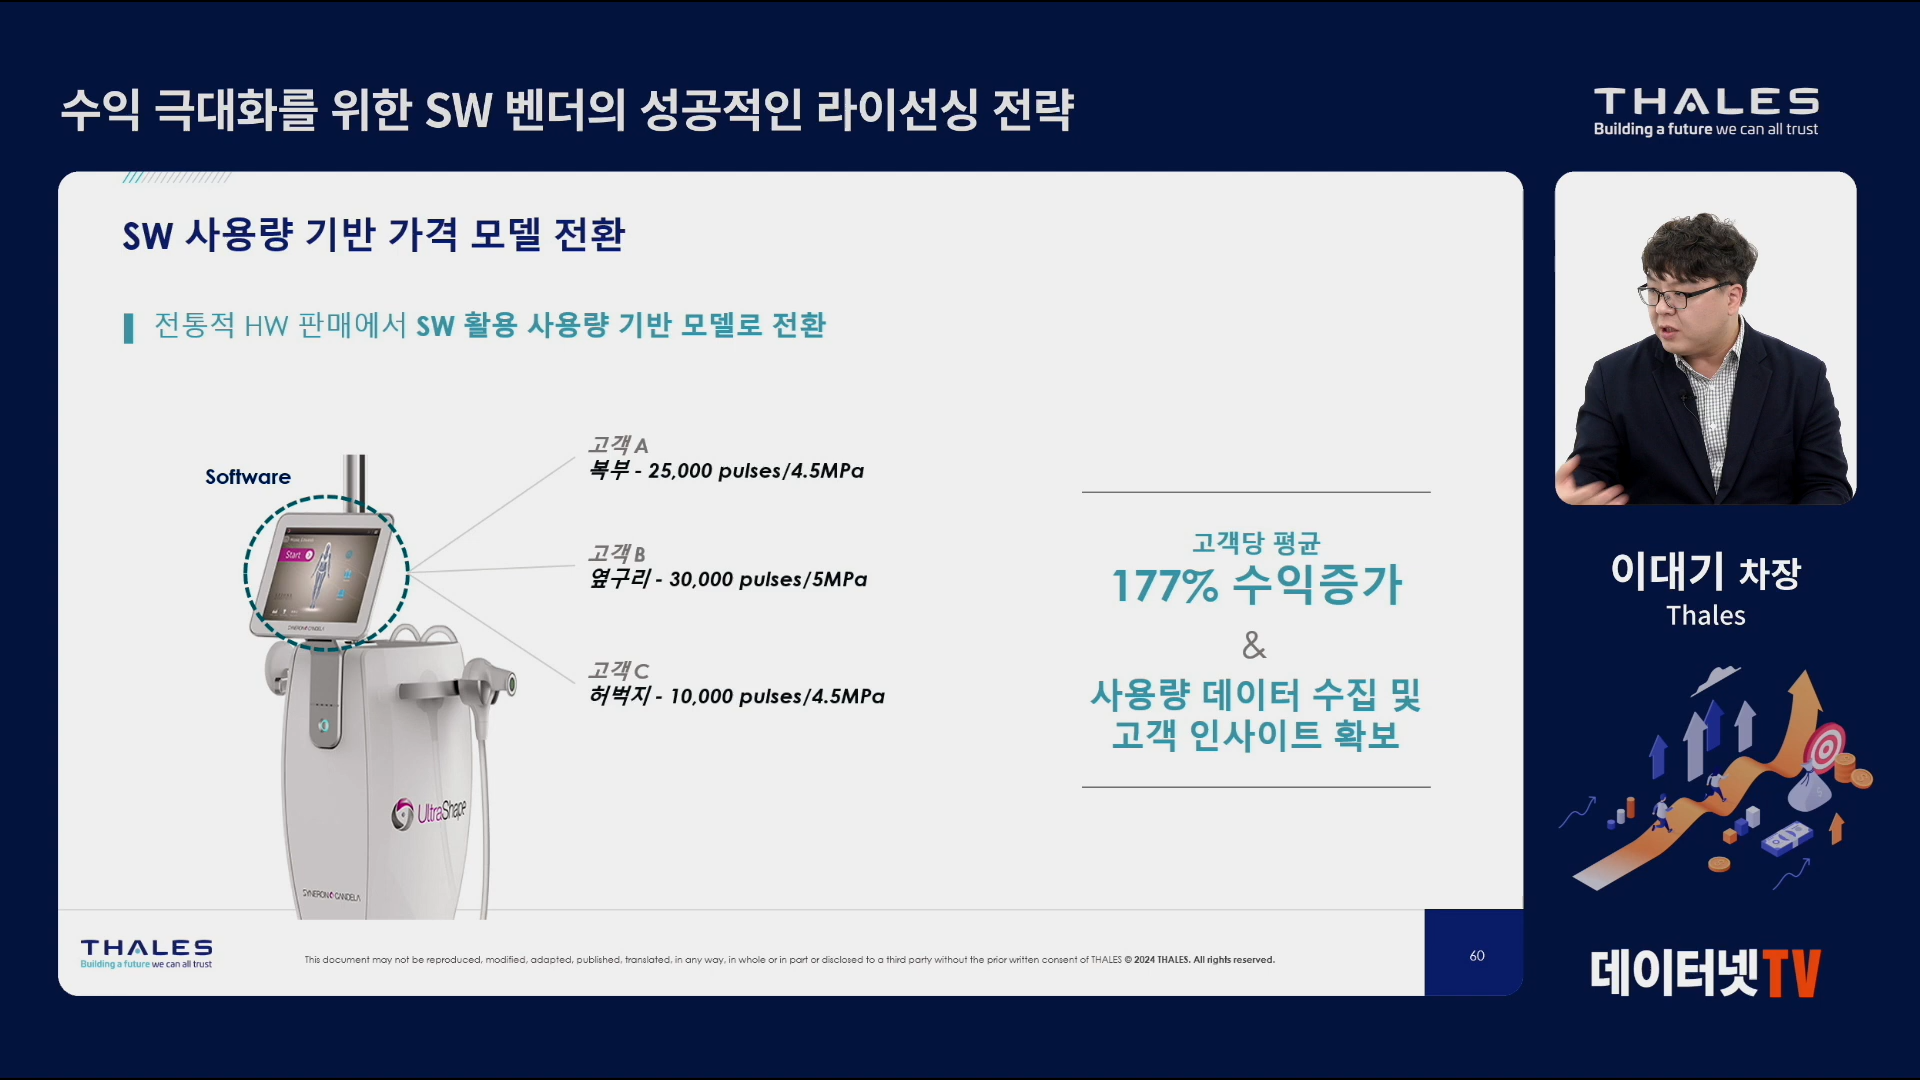 수익 극대화를 위한 SW 벤더의 성공적인 라이선싱 전략
THALES
Building a future we can all trust
SW 사용량 기반 가격 모델 전환
전통적 HW 판매에서 SW 활용 사용량 기반 모델로 전환
Software
Start
고객 A
복부 - 25,000 pulses/4.5MPa
고객 B
옆구리 - 30,000 pulses/5MPa
고객 C
허벅지 - 10,000 pulses/4.5MPa
고객당 평균
177% 수익증가
&
사용량 데이터 수집 및
고객 인사이트 확보
UltraShape
SYNERON CANDELA
THALES
Building a future we can all trust
This document may not be reproduced, modified, adapted, published, translated, in any way, in whole or in part or disclosed to a third party without the prior written consent of THALES © 2024 THALES. All rights reserved.
60
이대기 차장
Thales
데이터넷TV